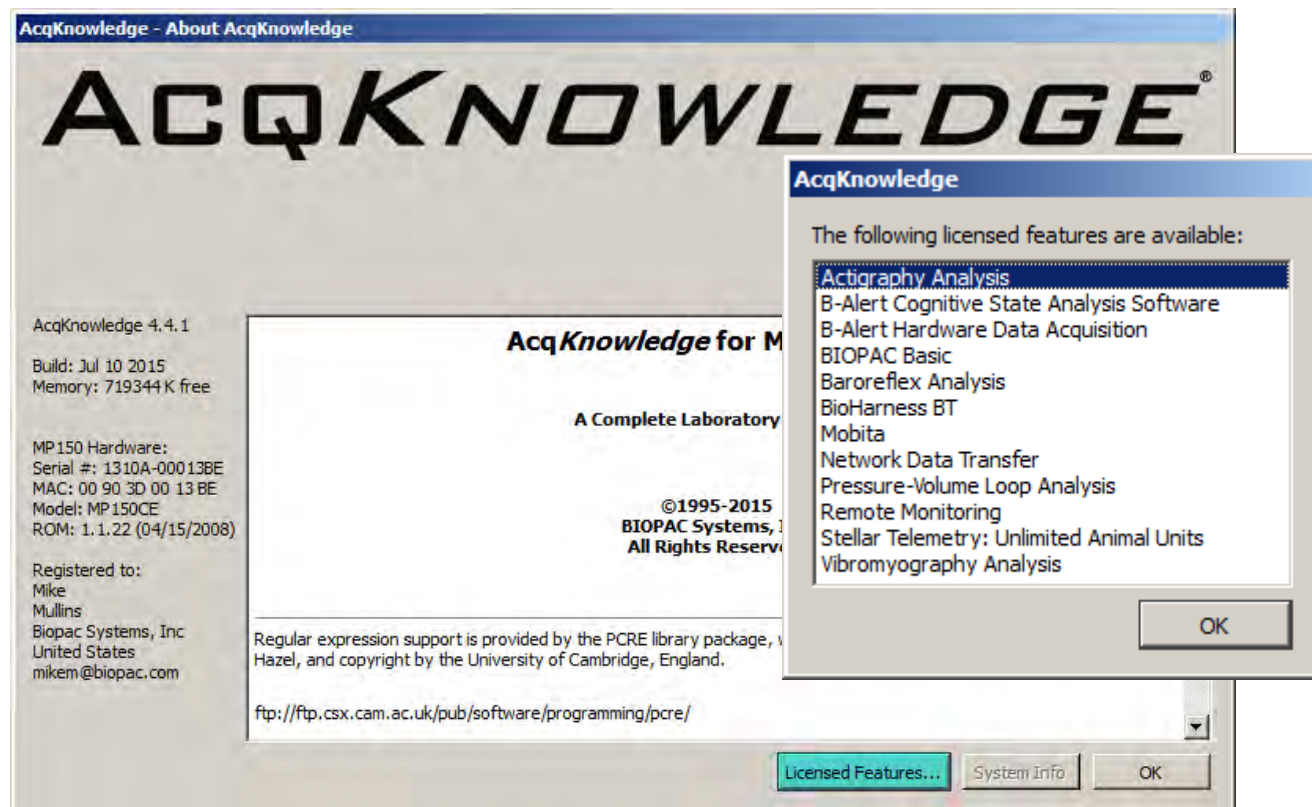 AcqKnowledge - About AcqKnowledge
ACQKNOWLEDGE®
AcqKnowledge 4.4.1
Build: Jul 10 2015
Memory: 719344 K free
MP150 Hardware:
Serial #: 1310A-00013BE
MAC: 00 90 3D 00 13 BE
Model: MP150CE
ROM: 1.1.22 (04/15/2008)
Registered to:
Mike
Mullins
Biopac Systems, Inc
United States
mikem@biopac.com
AcqKnowledge for M
A Complete Laboratory
©1995-2015
BIOPAC Systems,
All Rights Reserv
Regular expression support is provided by the PCRE library package,
Hazel, and copyright by the University of Cambridge, England.
ftp://ftp.csx.cam.ac.uk/pub/software/programming/pcre/
Licensed Features...
System Info
OK
AcqKnowledge
The following licensed features are available:
Actigraphy Analysis
B-Alert Cognitive State Analysis Software
B-Alert Hardware Data Acquisition
BIOPAC Basic
Baroreflex Analysis
BioHarness BT
Mobita
Network Data Transfer
Pressure-Volume Loop Analysis
Remote Monitoring
Stellar Telemetry: Unlimited Animal Units
Vibromyography Analysis
OK